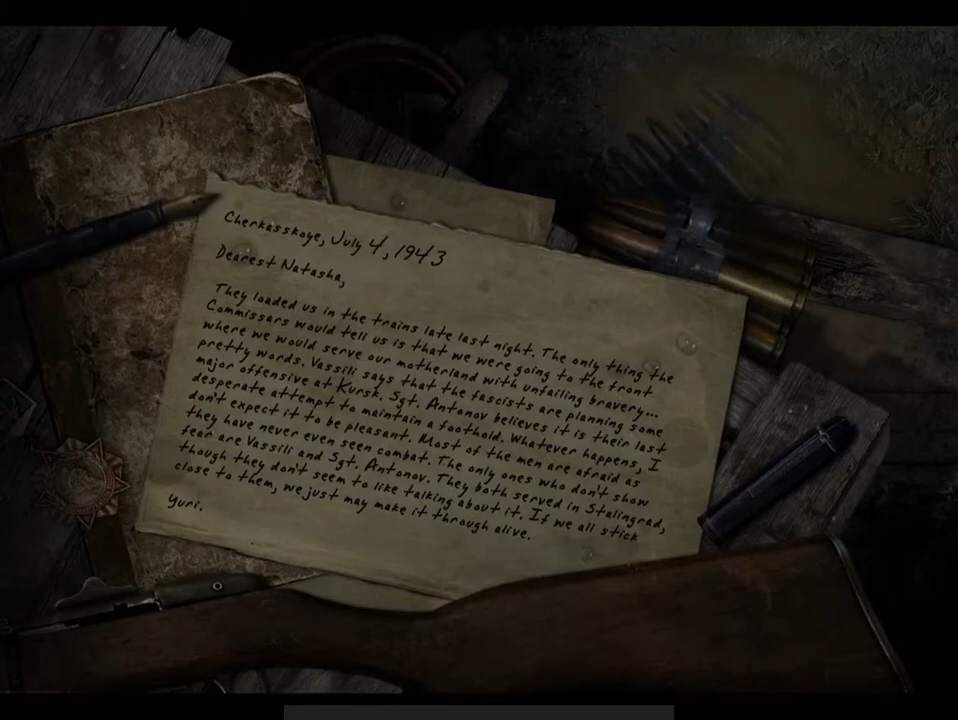 Cherkasskoye, July 4, 1943
Dearest Natasha,
They loaded us in the trains late last night. The only thing the
Commissars would tell us is that we were going to the front
where we would serve our motherland with unfailing bravery...
pretty words. Vassili says that the fascists are planning some
major offensive at Kursk. Sgt. Antonov believes it is their last
desperate attempt to maintain a foothold. Whatever happens, I
don't expect it to be pleasant. Most of the men are afraid as
they have never even seen combat. The only ones who don't show
fear are Vassili and Sgt. Antonov. They both served in Stalingrad,
though they don't seem to like talking about it. If we all stick
close to them, we just may make it through alive.
Yuri.